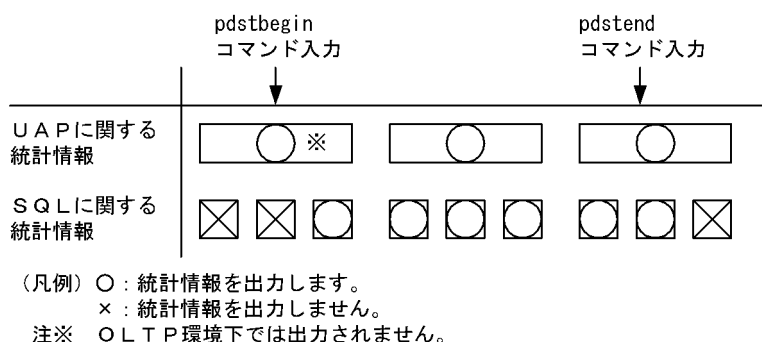 pdstbegin
コマンド入力
pdstend
コマンド入力
UAPに関する
統計情報
※
SQLに関する
統計情報
(凡例) ○:統計情報を出力します。
×:統計情報を出力しません。
注※ OLTP環境下では出力されません。